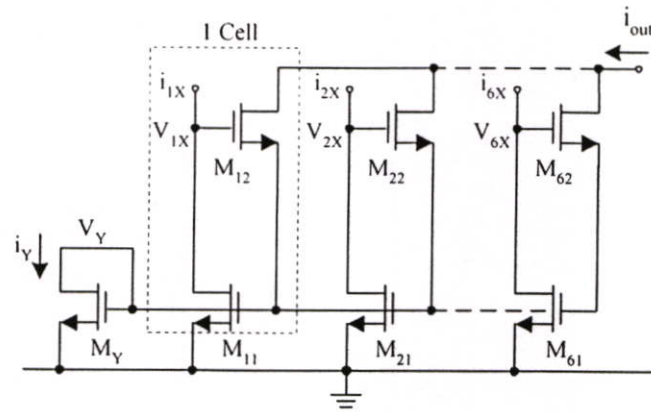 1 Cell
i_out
i_1X
i_2X
i_6X
V_1X
V_2X
V_6X
M_12
M_22
M_62
i_Y
V_Y
M_Y
M_11
M_21
M_61